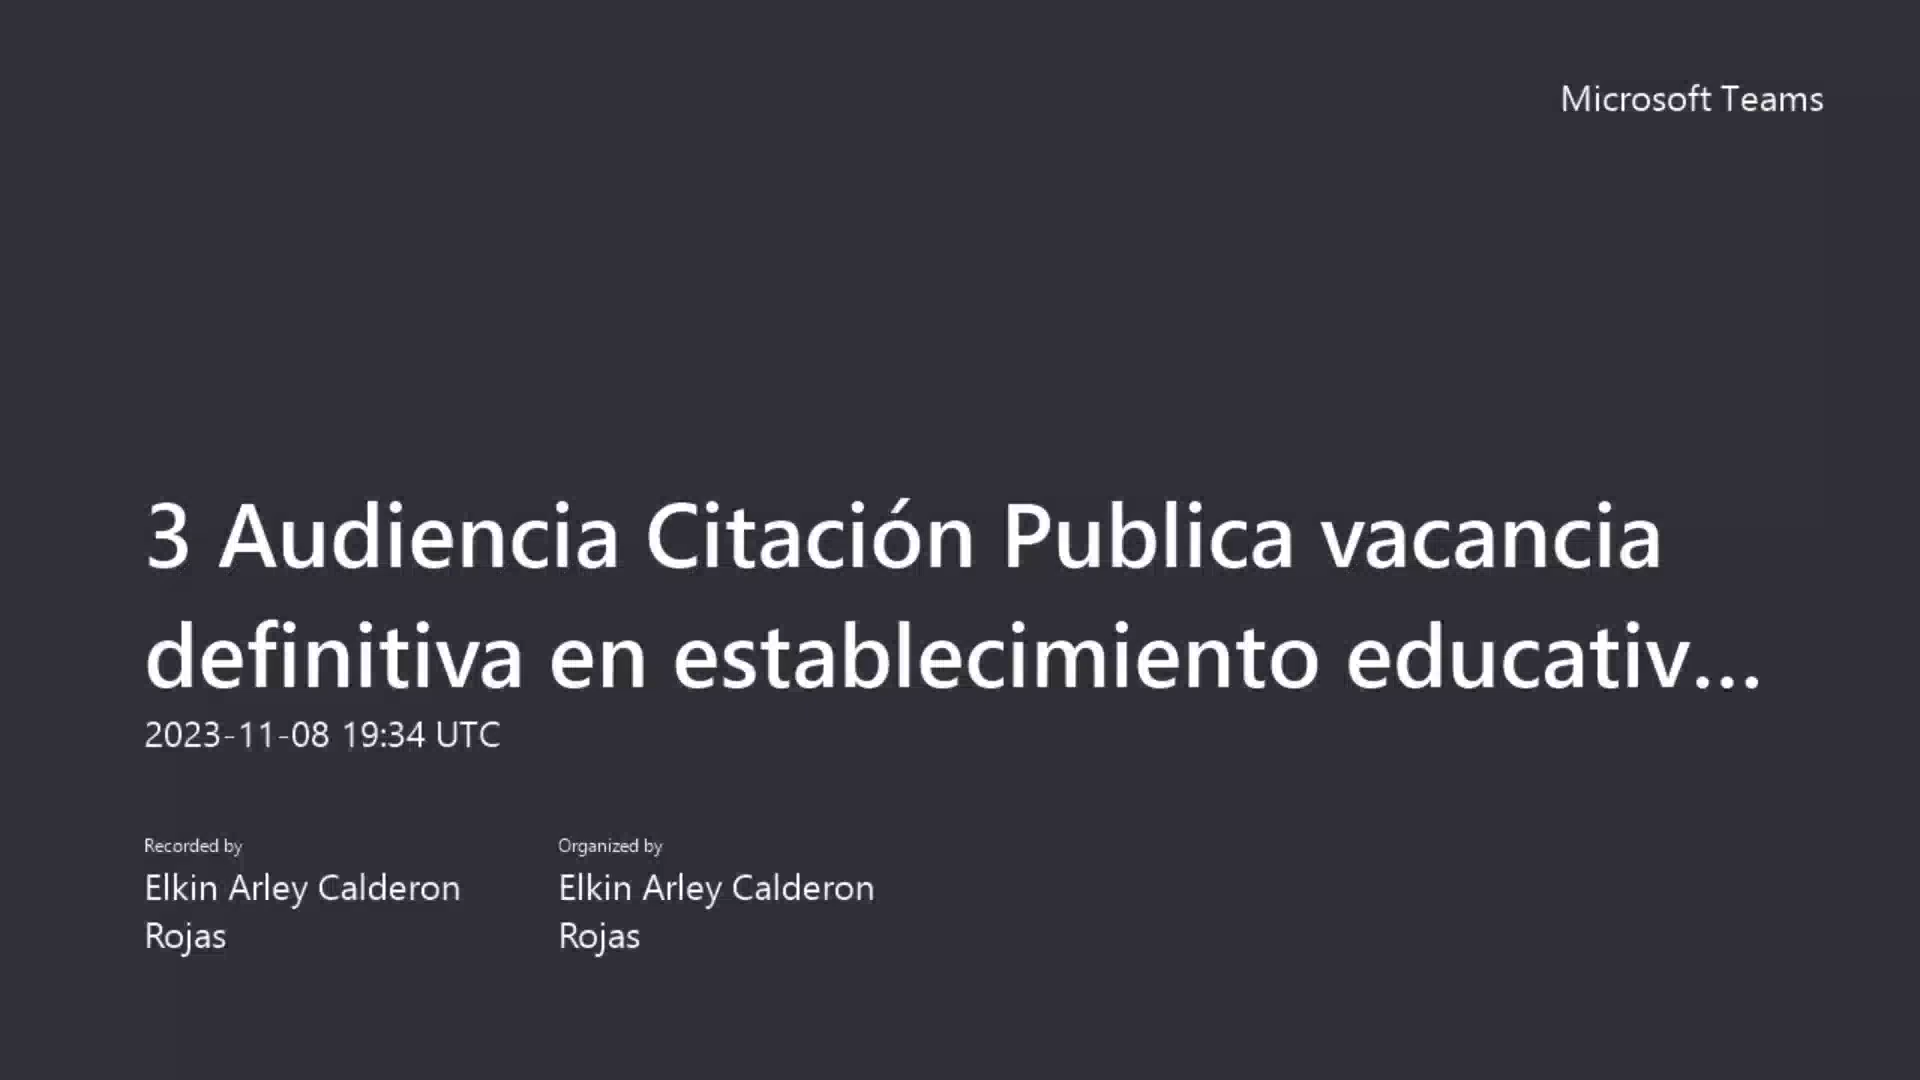 Microsoft Teams
3 Audiencia Citación Publica vacancia
definitiva en establecimiento educativ...
2023-11-08 19:34 UTC
Recorded by
Elkin Arley Calderon
Rojas
Organized by
Elkin Arley Calderon
Rojas